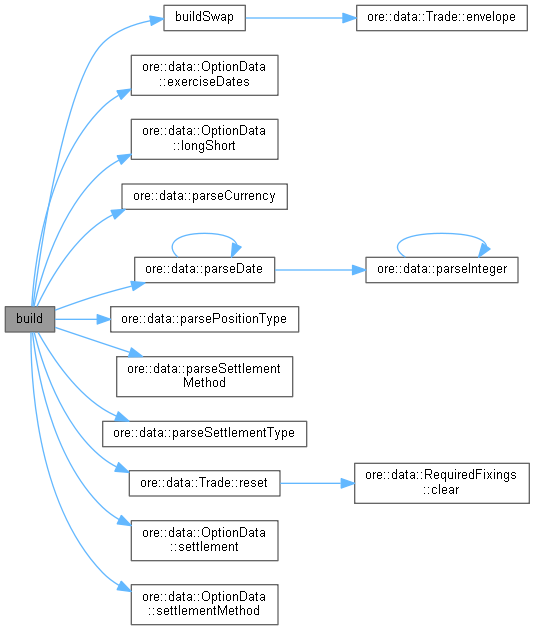 buildSwap
ore::data::Trade::envelope
ore::data::OptionData
::exerciseDates
ore::data::OptionData
::longShort
ore::data::parseCurrency
ore::data::parseDate
ore::data::parseInteger
build
ore::data::parsePositionType
ore::data::parseSettlement
Method
ore::data::parseSettlementType
ore::data::Trade::reset
ore::data::RequiredFixings
::clear
ore::data::OptionData
::settlement
ore::data::OptionData
::settlementMethod